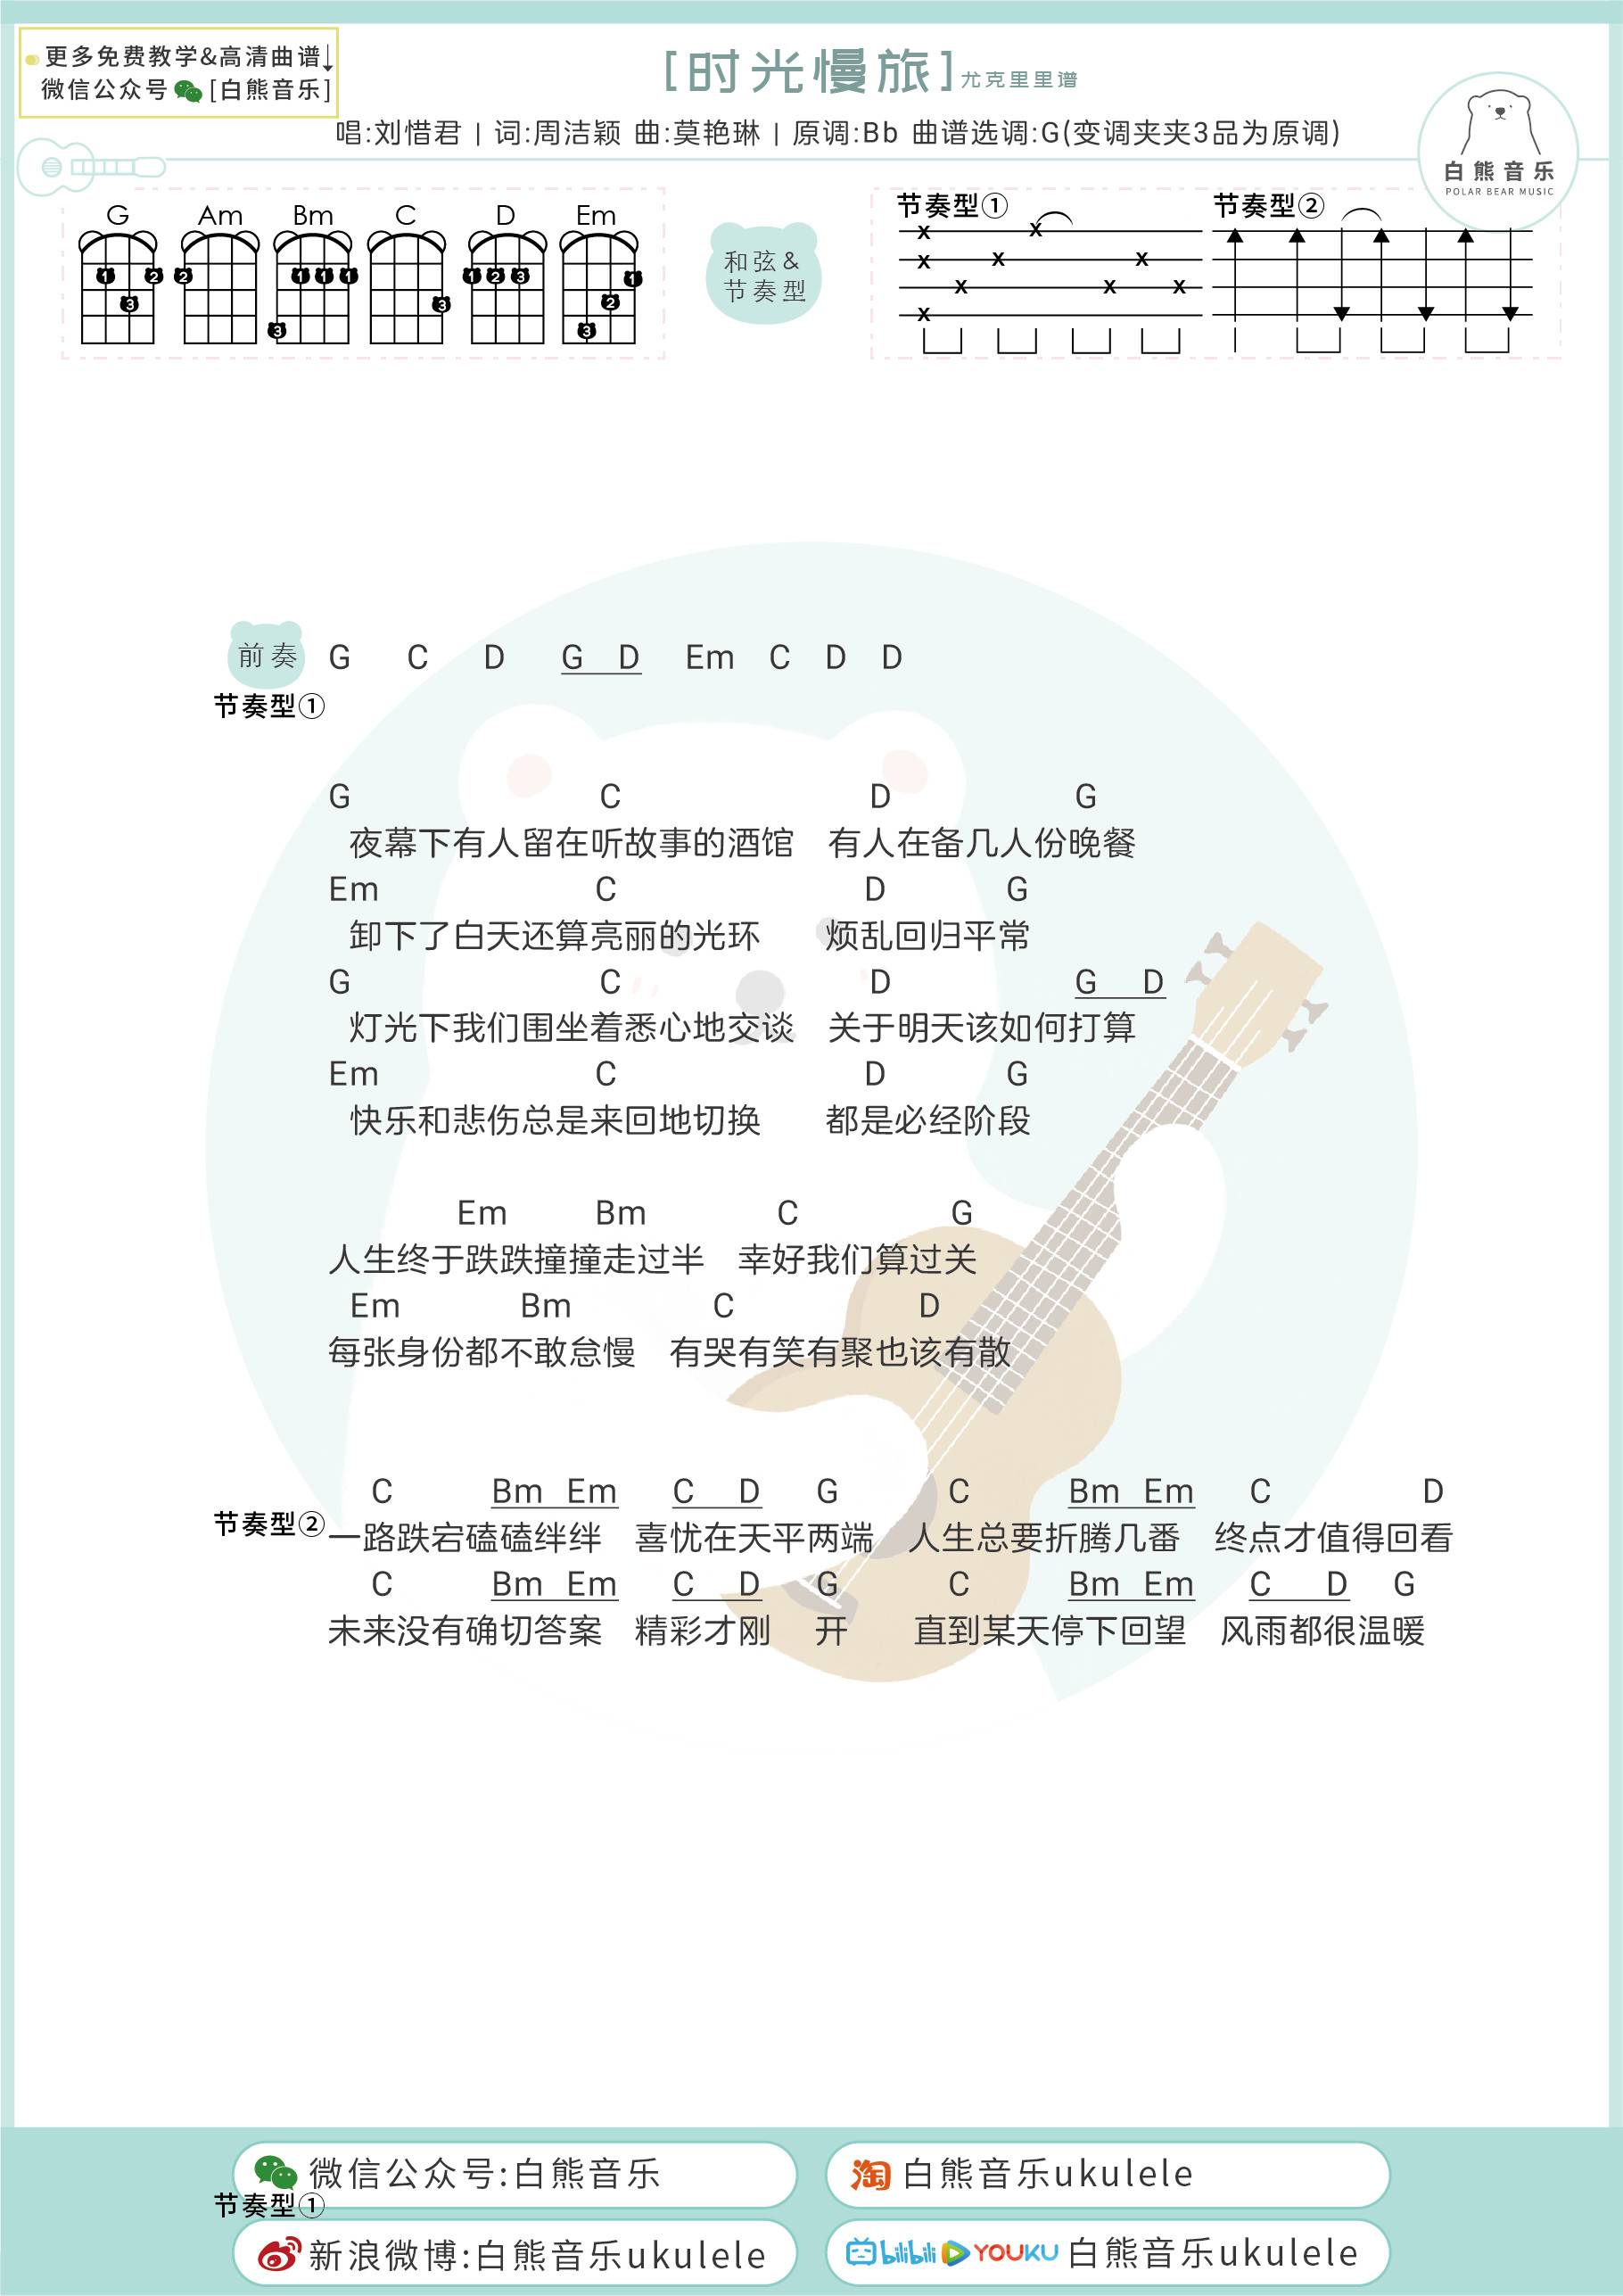 更多免费教学&高清曲谱↓
微信公众号 [白熊音乐]
[时光慢旅]尤克里里谱
唱:刘惜君 | 词:周洁颖 曲:莫艳琳 | 原调:Bb 曲谱选调:G(变调夹夹3品为原调)
白熊音乐
POLAR BEAR MUSIC
G Am Bm C D Em
1 2 3 2 1 1 1 3 3 1 2 3 1 2 3
和弦&
节奏型
节奏型① 节奏型②
x x x x x x x x x
前奏 G C D G D Em C D D
节奏型①
G C D G
夜幕下有人留在听故事的酒馆 有人在备几人份晚餐
Em C D G
卸下了白天还算亮丽的光环 烦乱回归平常
G C D G D
灯光下我们围坐着悉心地交谈 关于明天该如何打算
Em C D G
快乐和悲伤总是来回地切换 都是必经阶段
Em Bm C G
人生终于跌跌撞撞走过半 幸好我们算过关
Em Bm C D
每张身份都不敢怠慢 有哭有笑有聚也该有散
C Bm Em C D G C Bm Em C D
节奏型② 一路跌宕磕磕绊绊 喜忧在天平两端 人生总要折腾几番 终点才值得回看
C Bm Em C D G C Bm Em C D G
未来没有确切答案 精彩才刚 开 直到某天停下回望 风雨都很温暖
微信公众号:白熊音乐
淘 白熊音乐ukulele
节奏型①
新浪微博:白熊音乐ukulele
bilibili YOUKU 白熊音乐ukulele